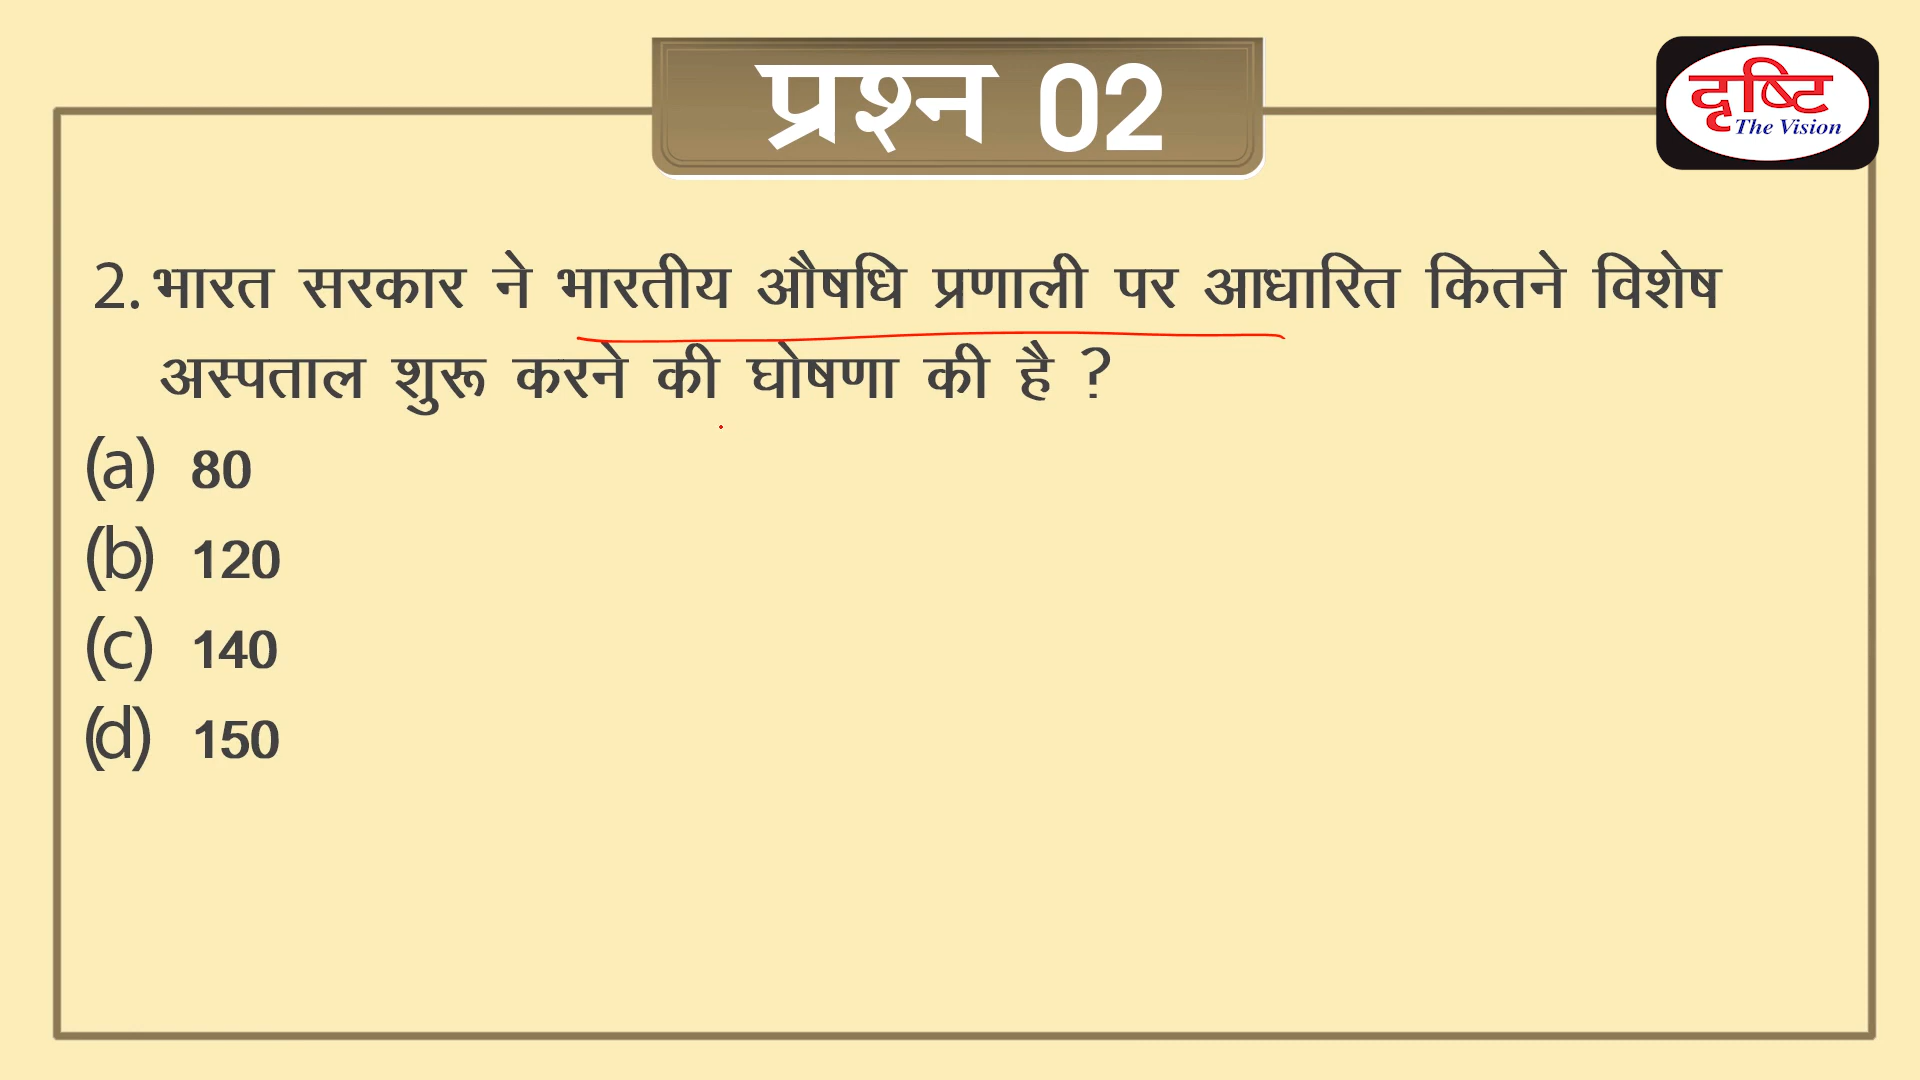 प्रश्न 02
दृष्टि
The Vision
2. भारत सरकार ने भारतीय औषधि प्रणाली पर आधारित कितने विशेष
अस्पताल शुरू करने की घोषणा की है ?
(a) 80
(b) 120
(c) 140
(d) 150